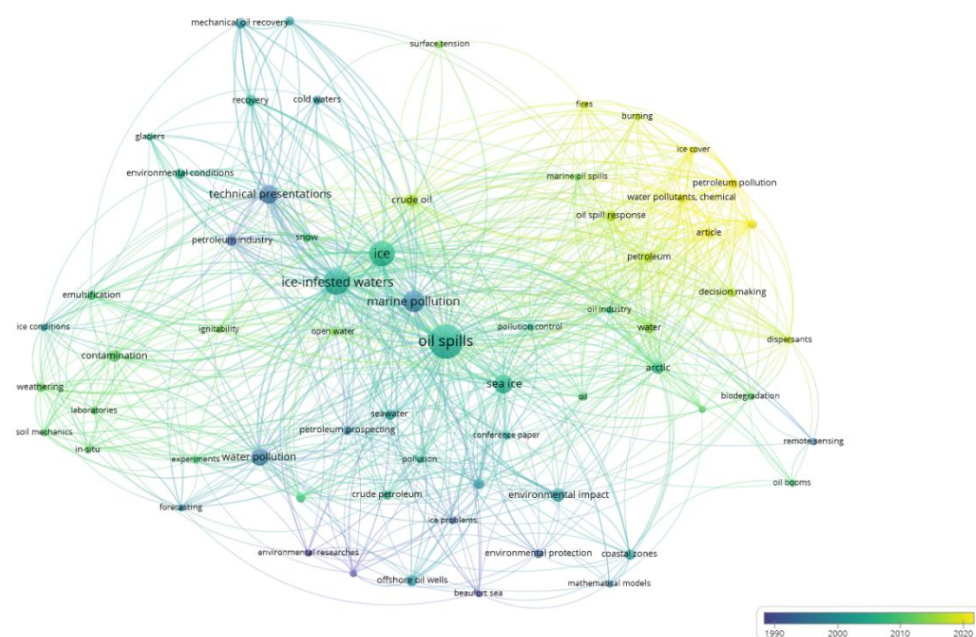 mechanical oil recovery
surface tension
recovery
cold waters
fires
burning
glaciers
ice cover
environmental conditions
marine oil spills
petroleum pollution
technical presentations
crude oil
water pollutants, chemical
oil spill response
petroleum industry
snow
article
ice
petroleum
ice-infested waters
emulsification
marine pollution
decision making
oil industry
ice conditions
ignitability
open water
pollution control
water
oil spills
dispersants
contamination
arctic
weathering
sea ice
oil
biodegradation
laboratories
seawater
soil mechanics
petroleum prospecting
conference paper
remote sensing
in-situ
experiments
water pollution
pollution
oil booms
crude petroleum
environmental impact
forecasting
ice problems
environmental researches
environmental protection
coastal zones
offshore oil wells
mathematical models
beaufort sea
1990 2000 2010 2020